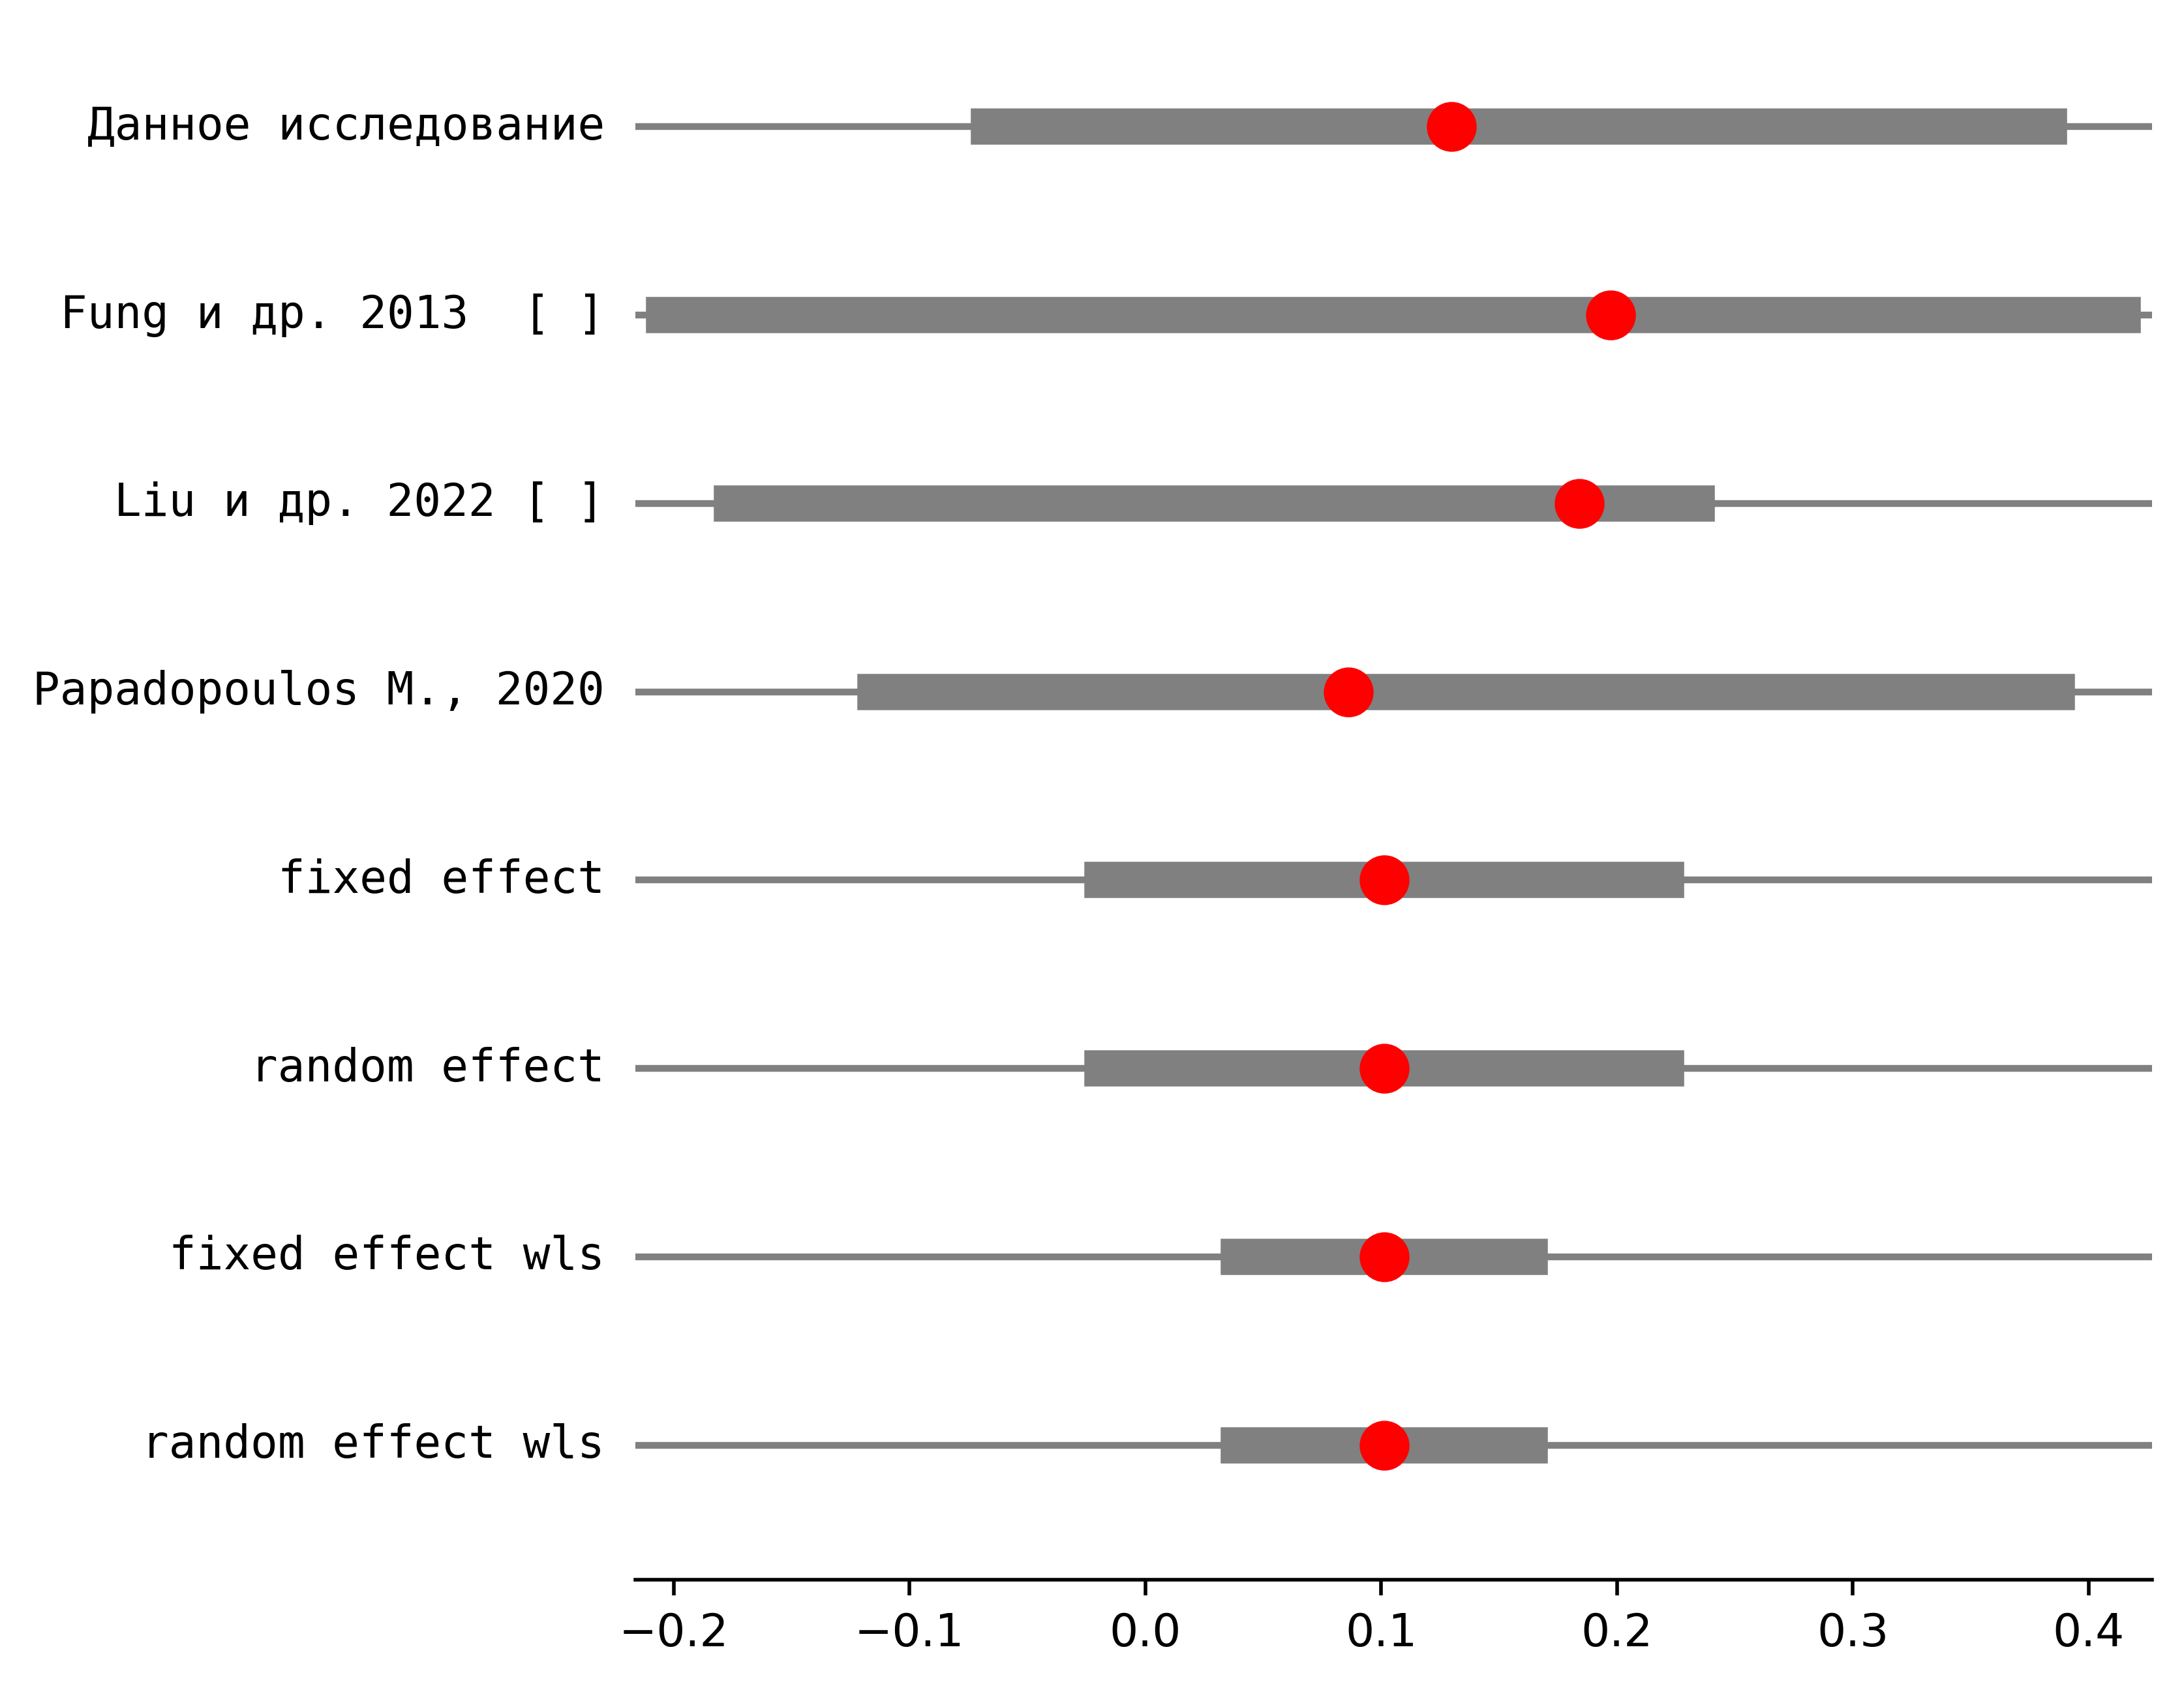 Данное исследование
Fung и др. 2013  [ ]
Liu и др. 2022 [ ]
Papadopoulos M., 2020
fixed effect
random effect
fixed effect wls
random effect wls
−0.2 −0.1 0.0 0.1 0.2 0.3 0.4